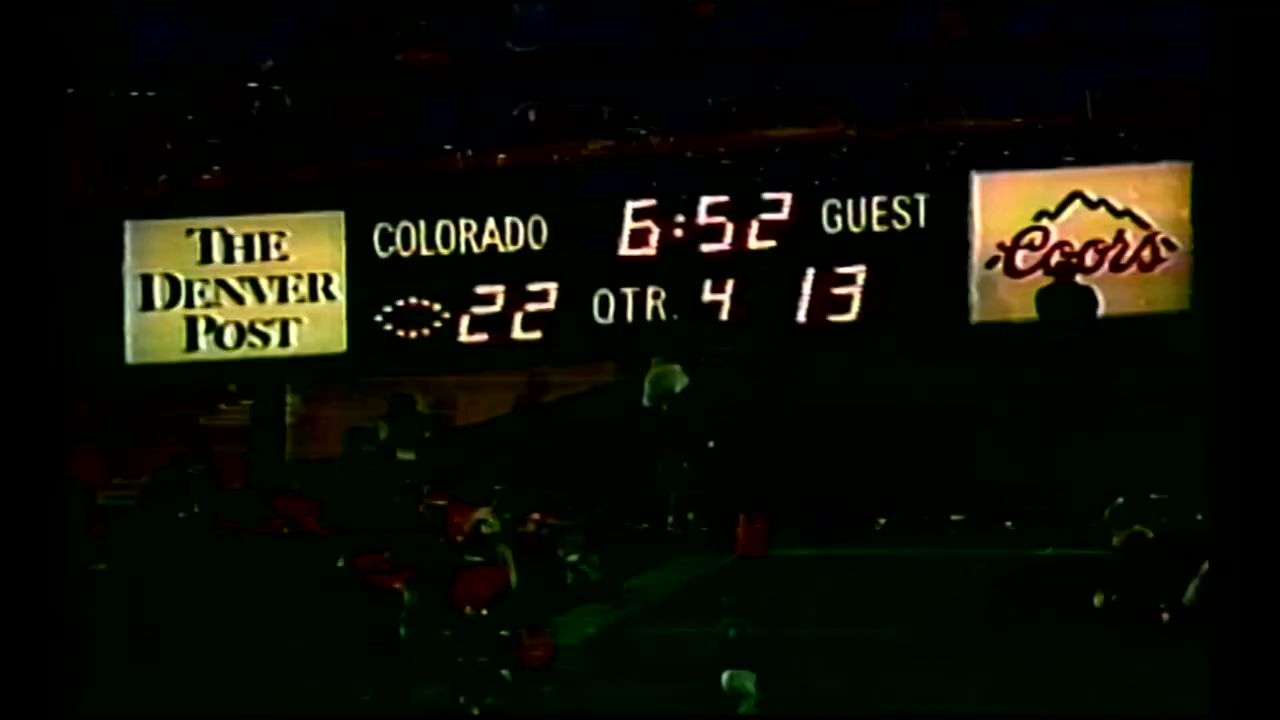 THE
DENVER
POST
COLORADO 6:52 GUEST
22 QTR. 4 13
Coors